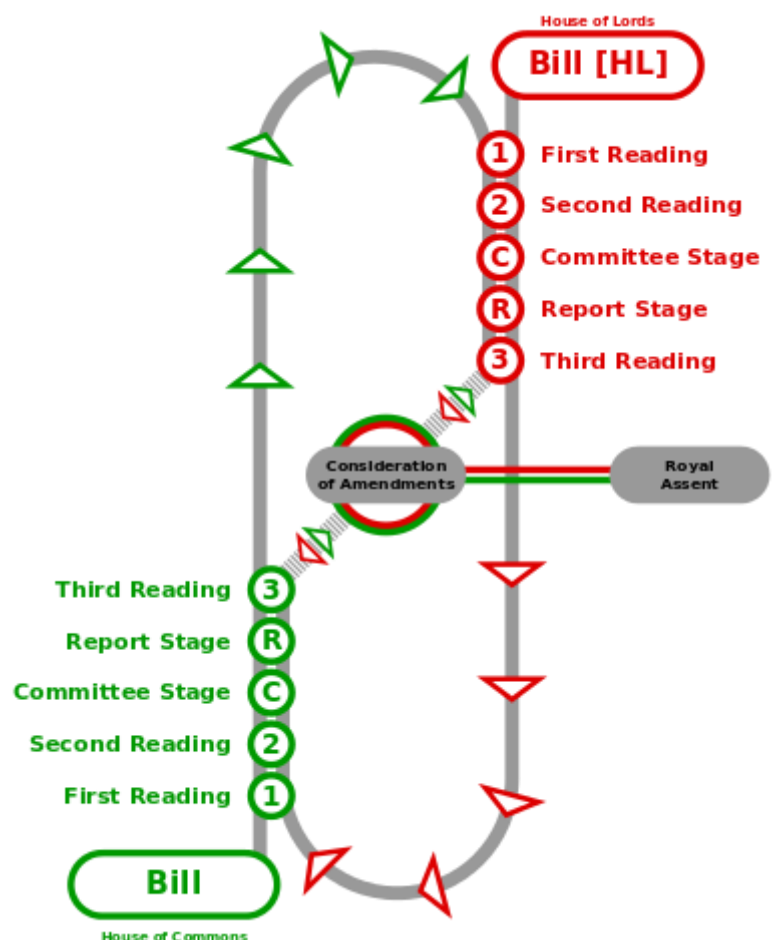 House of Lords
Bill [HL]
1 First Reading
2 Second Reading
C Committee Stage
R Report Stage
3 Third Reading
Consideration
of Amendments
Royal
Assent
Third Reading 3
Report Stage R
Committee Stage C
Second Reading 2
First Reading 1
Bill
House of Commons